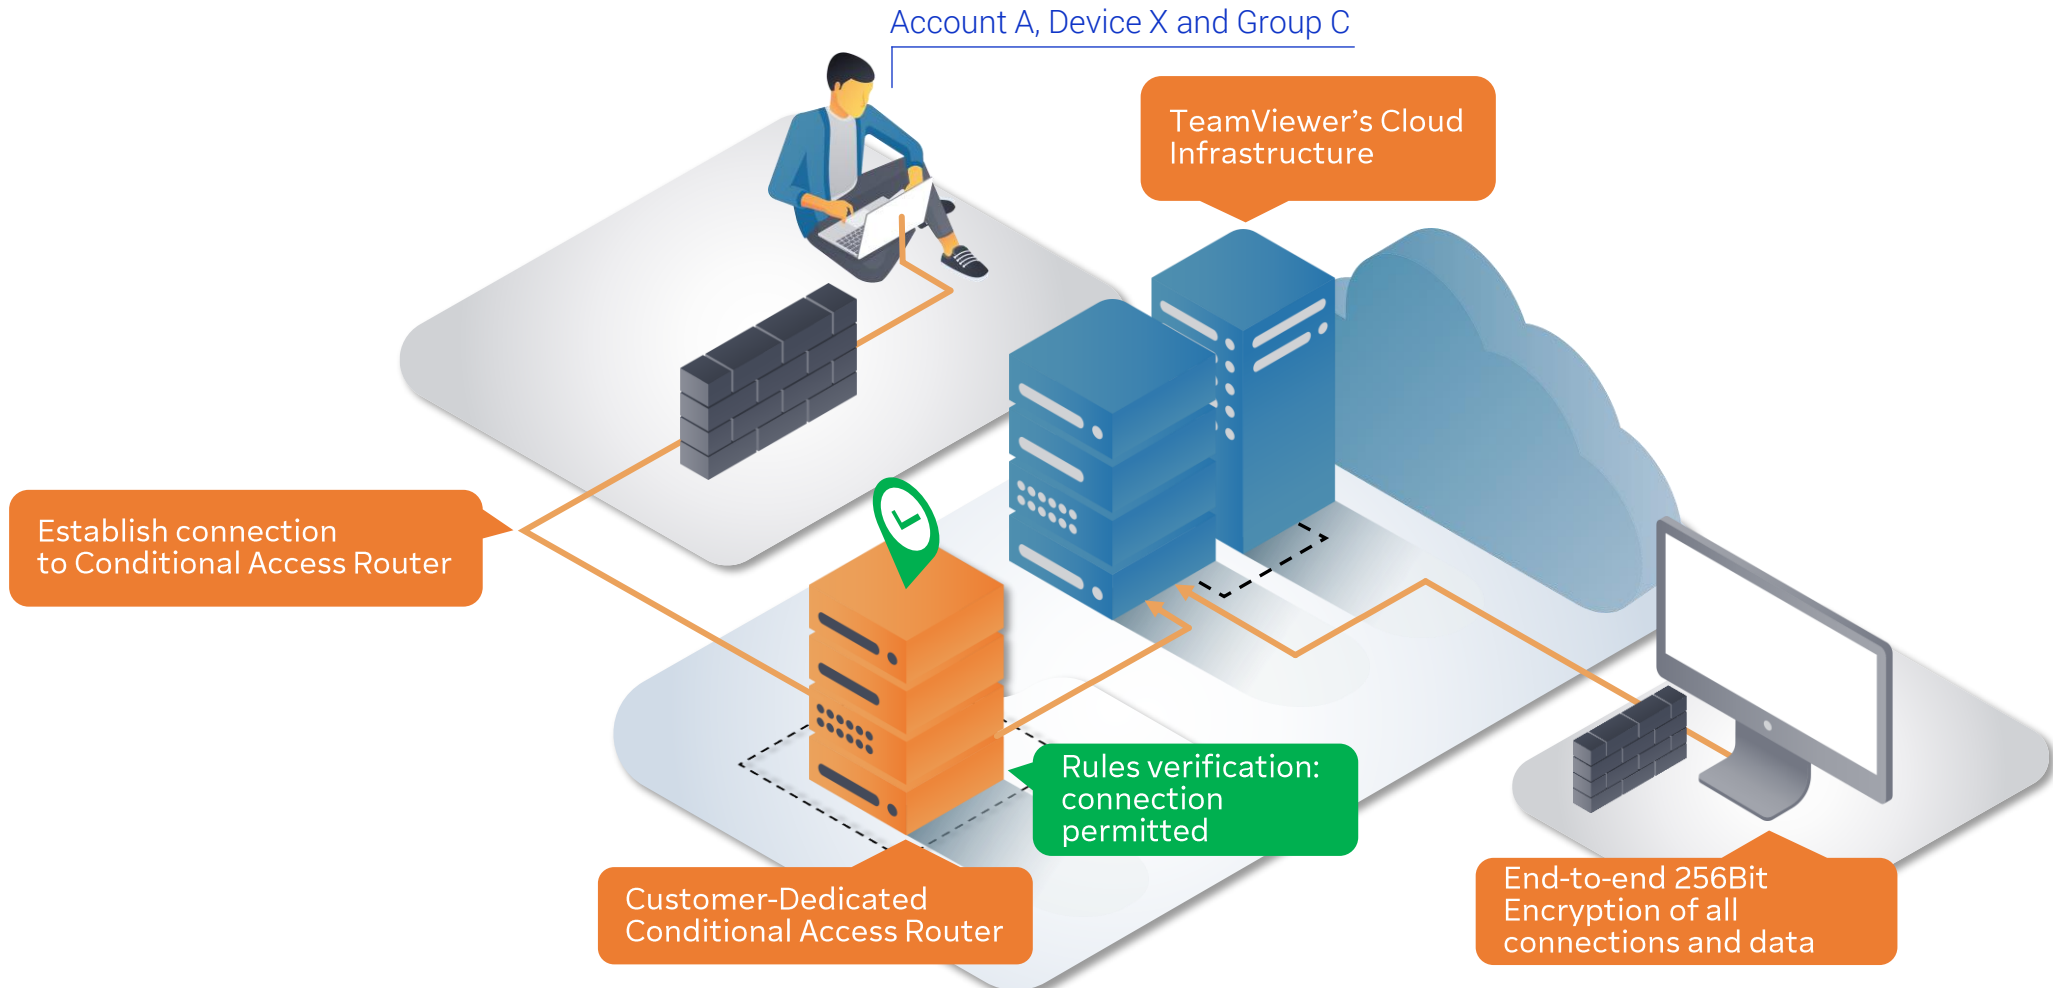 Account A, Device X and Group C
TeamViewer’s Cloud
Infrastructure
Establish connection
to Conditional Access Router
Rules verification:
connection
permitted
Customer-Dedicated
Conditional Access Router
End-to-end 256Bit
Encryption of all
connections and data